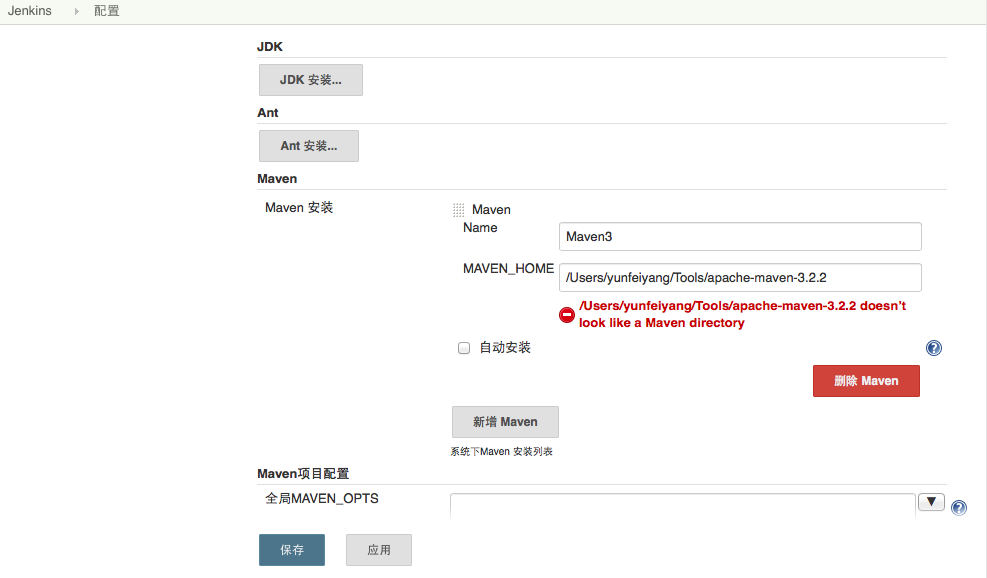 Jenkins
配置
JDK
JDK 安装...
Ant
Ant 安装...
Maven
Maven 安装
Maven
Name
Maven3
MAVEN_HOME
/Users/yunfeiyang/Tools/apache-maven-3.2.2
/Users/yunfeiyang/Tools/apache-maven-3.2.2 doesn't
look like a Maven directory
自动安装
删除 Maven
新增 Maven
系统下Maven 安装列表
Maven项目配置
全局MAVEN_OPTS
保存
应用